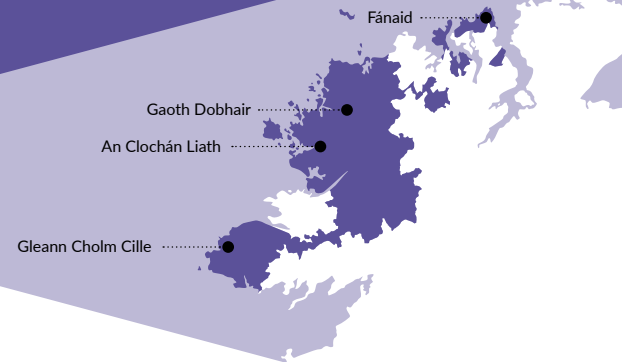 Fánaid
Gaoth Dobhair
An Clochán Liath
Gleann Cholm Cille